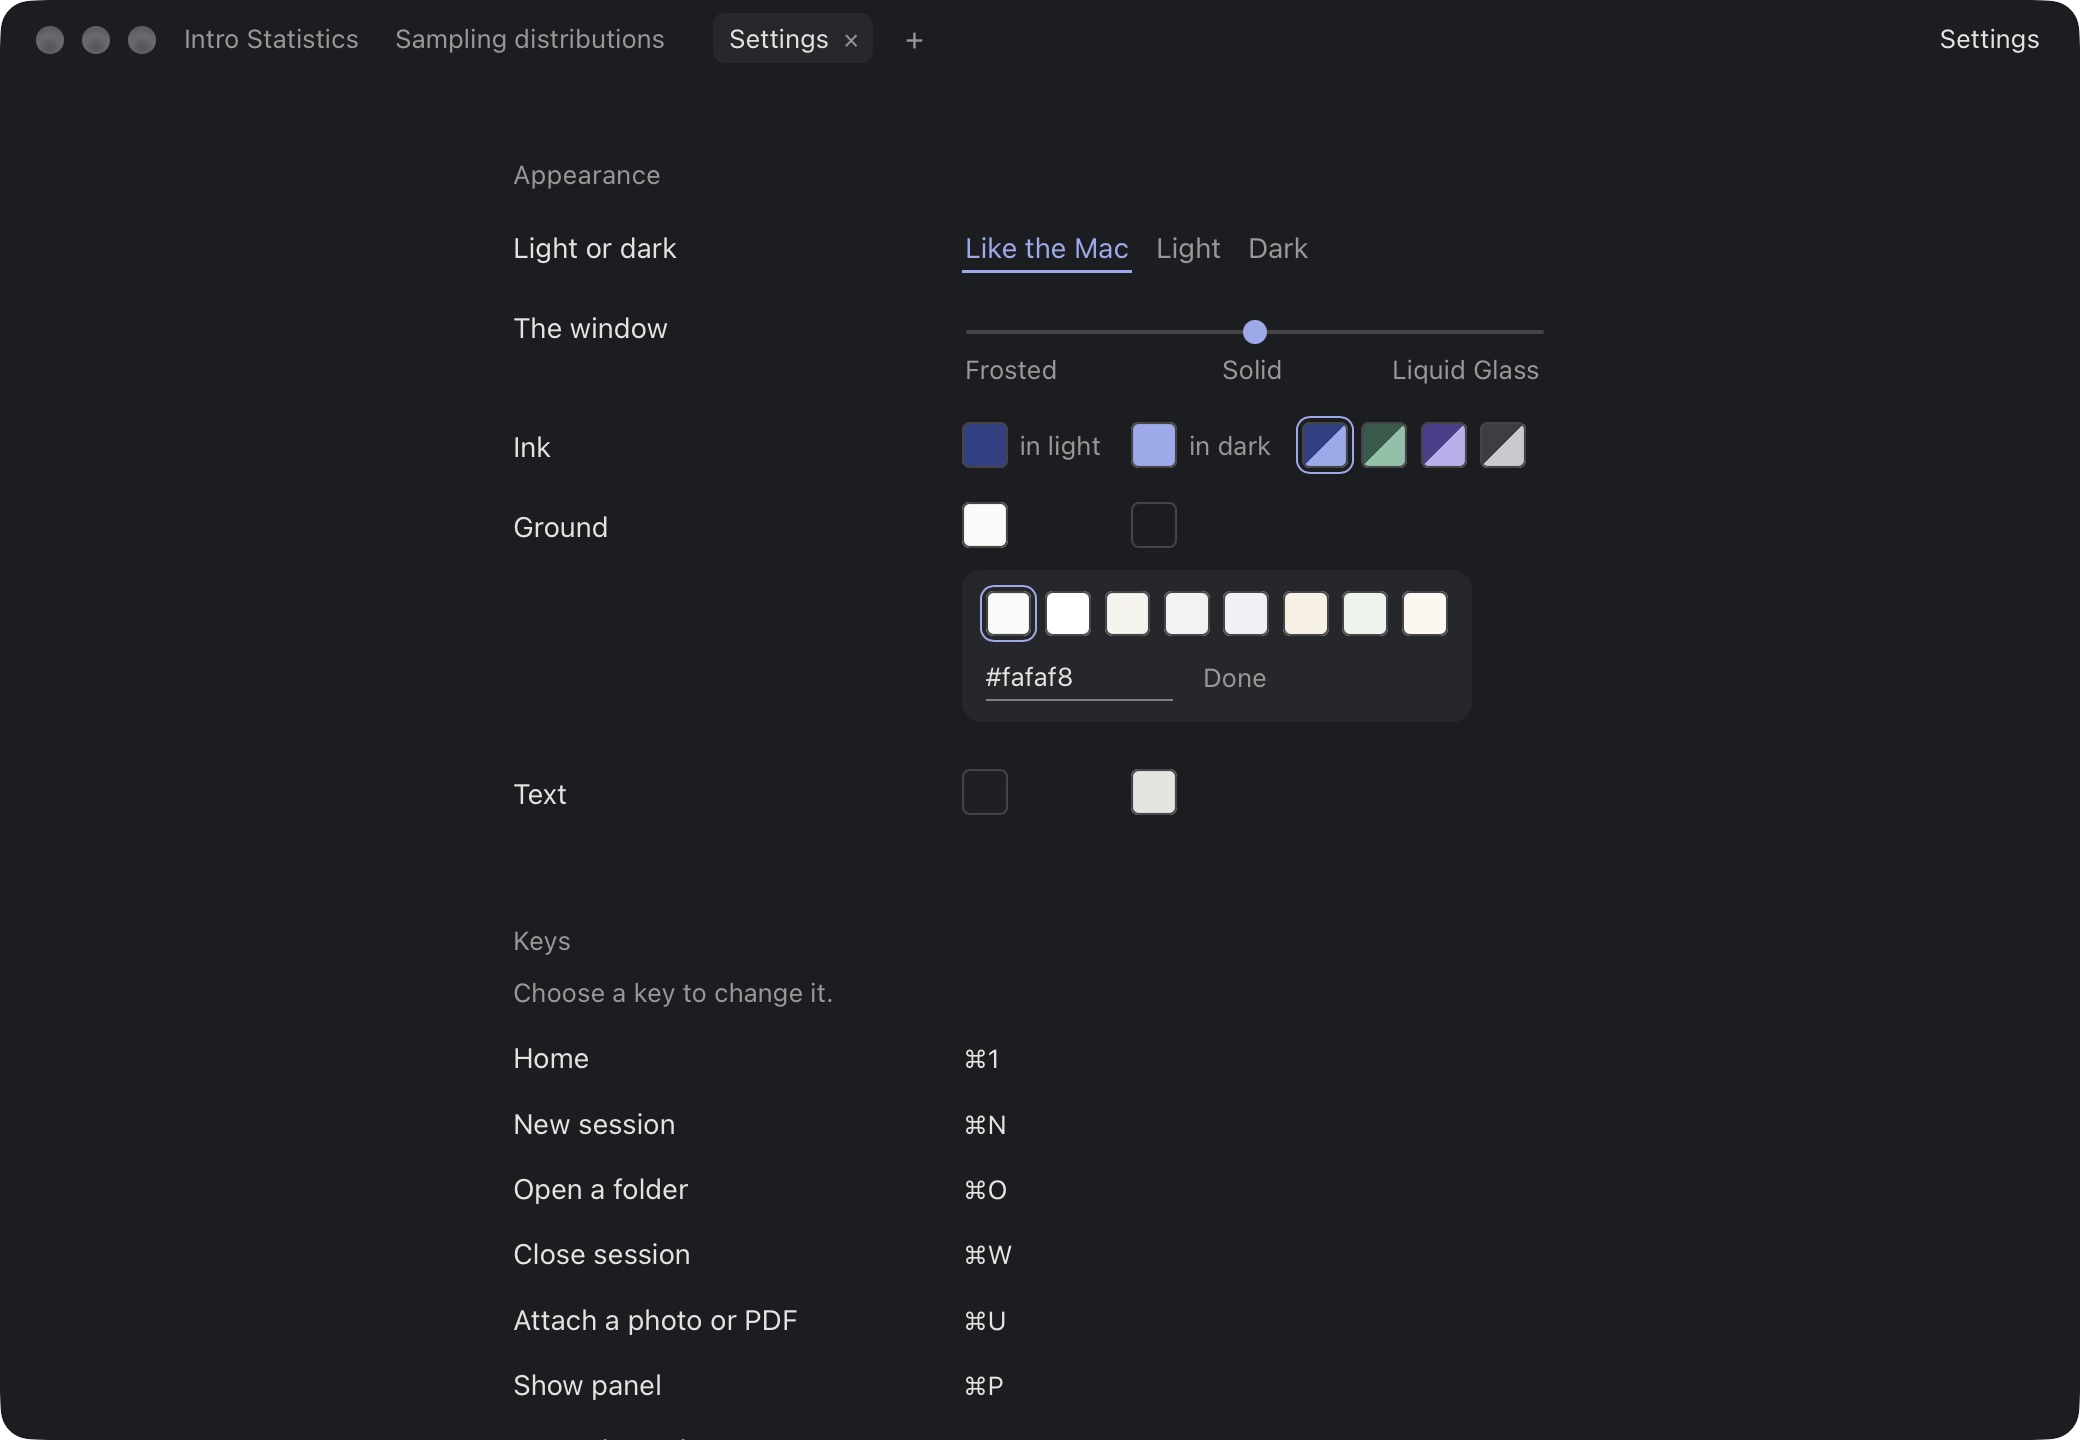 Intro Statistics Sampling distributions Settings × + Settings
Appearance
Light or dark Like the Mac Light Dark
The window
Frosted Solid Liquid Glass
Ink in light in dark
Ground
#fafaf8 Done
Text
Keys
Choose a key to change it.
Home ⌘1
New session ⌘N
Open a folder ⌘O
Close session ⌘W
Attach a photo or PDF ⌘U
Show panel ⌘P